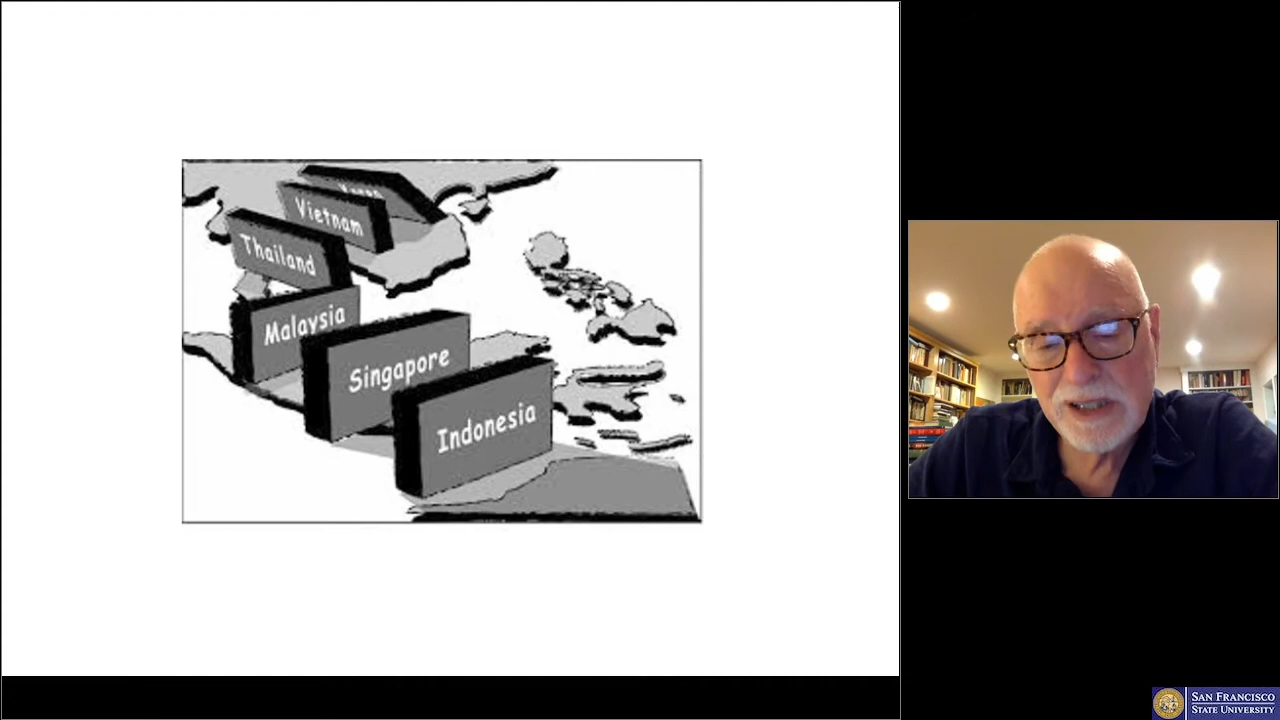 Vietnam
Thailand
Malaysia
Singapore
Indonesia
SAN FRANCISCO
STATE UNIVERSITY